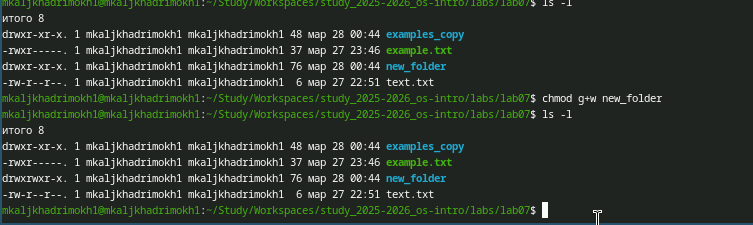 mkaljkhadrimokh1@mkaljkhadrimokh1:~/Study/Workspaces/study_2025-2026_os-intro/labs/lab07$ ls -l
итого 8
drwxr-xr-x. 1 mkaljkhadrimokh1 mkaljkhadrimokh1 48 мар 28 00:44 examples_copy
-rwxr-----. 1 mkaljkhadrimokh1 mkaljkhadrimokh1 37 мар 27 23:46 example.txt
drwxr-xr-x. 1 mkaljkhadrimokh1 mkaljkhadrimokh1 76 мар 28 00:44 new_folder
-rw-r--r--. 1 mkaljkhadrimokh1 mkaljkhadrimokh1  6 мар 27 22:51 text.txt
mkaljkhadrimokh1@mkaljkhadrimokh1:~/Study/Workspaces/study_2025-2026_os-intro/labs/lab07$ chmod g+w new_folder
mkaljkhadrimokh1@mkaljkhadrimokh1:~/Study/Workspaces/study_2025-2026_os-intro/labs/lab07$ ls -l
итого 8
drwxr-xr-x. 1 mkaljkhadrimokh1 mkaljkhadrimokh1 48 мар 28 00:44 examples_copy
-rwxr-----. 1 mkaljkhadrimokh1 mkaljkhadrimokh1 37 мар 27 23:46 example.txt
drwxrwxr-x. 1 mkaljkhadrimokh1 mkaljkhadrimokh1 76 мар 28 00:44 new_folder
-rw-r--r--. 1 mkaljkhadrimokh1 mkaljkhadrimokh1  6 мар 27 22:51 text.txt
mkaljkhadrimokh1@mkaljkhadrimokh1:~/Study/Workspaces/study_2025-2026_os-intro/labs/lab07$